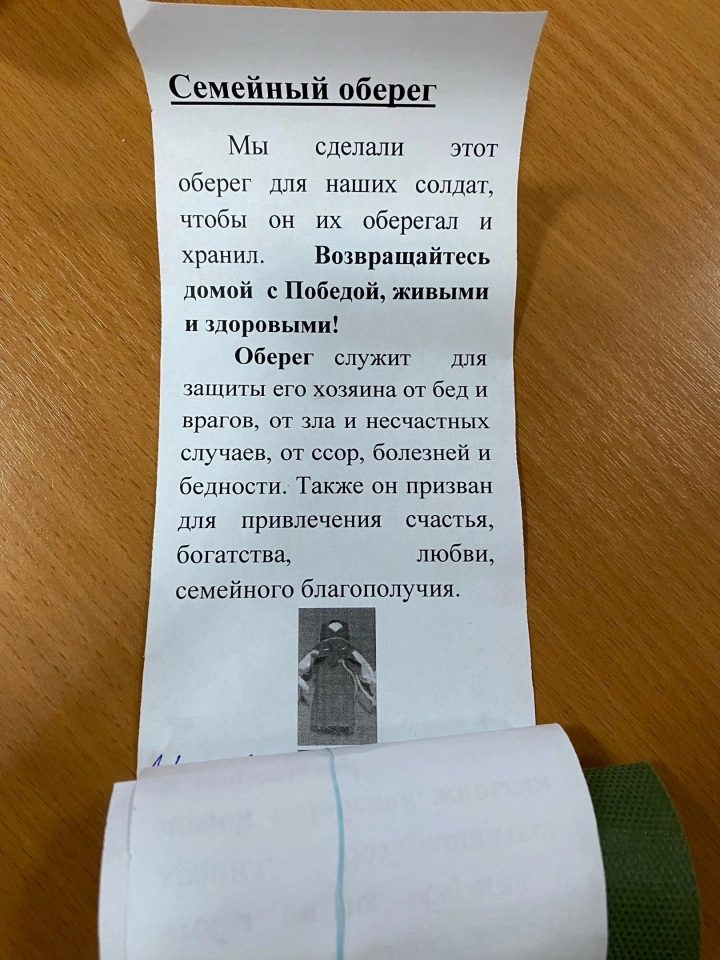 Семейный оберег
Мы сделали этот
оберег для наших солдат,
чтобы он их оберегал и
хранил. Возвращайтесь
домой с Победой, живыми
и здоровыми!
Оберег служит для
защиты его хозяина от бед и
врагов, от зла и несчастных
случаев, от ссор, болезней и
бедности. Также он призван
для привлечения счастья,
богатства, любви,
семейного благополучия.